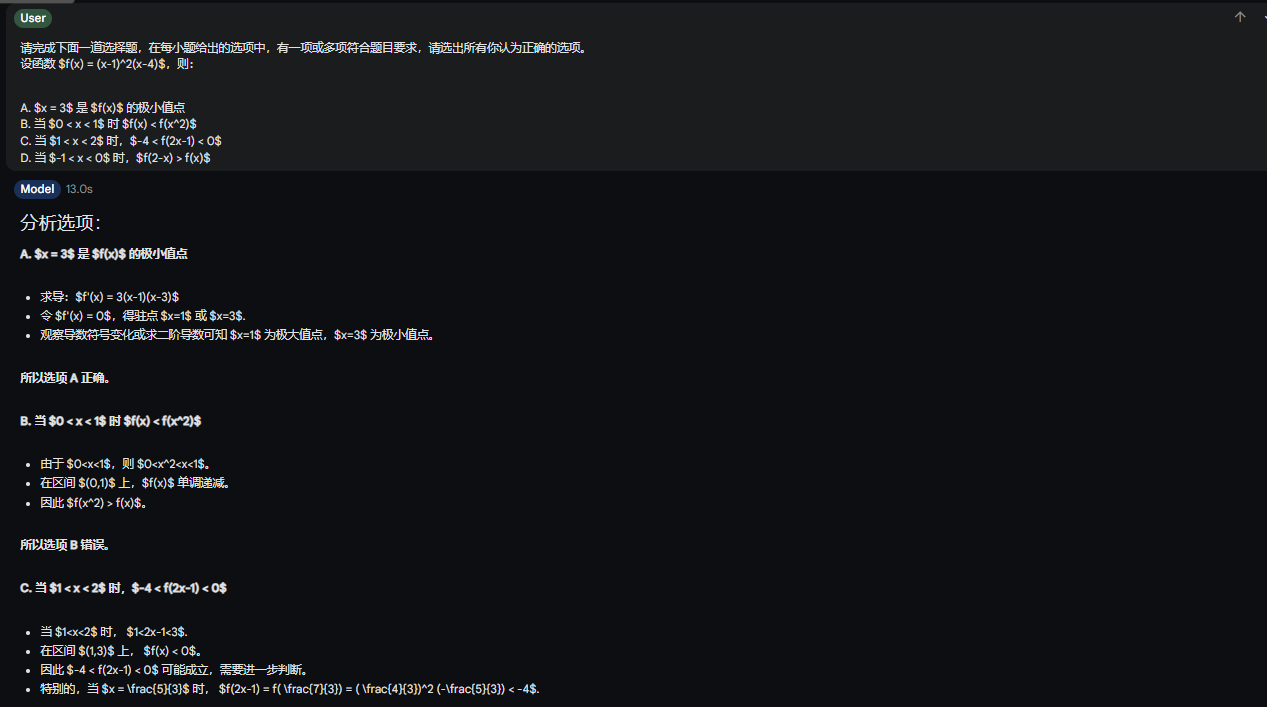 User
请完成下面一道选择题，在每小题给出的选项中，有一项或多项符合题目要求，请选出所有你认为正确的选项。
设函数 $f(x) = (x-1)^2(x-4)$，则：
A. $x = 3$ 是 $f(x)$ 的极小值点
B. 当 $0 < x < 1$ 时 $f(x) < f(x^2)$
C. 当 $1 < x < 2$ 时，$-4 < f(2x-1) < 0$
D. 当 $-1 < x < 0$ 时，$f(2-x) > f(x)$
Model 13.0s
分析选项：
A. $x = 3$ 是 $f(x)$ 的极小值点
• 求导：$f'(x) = 3(x-1)(x-3)$
• 令 $f'(x) = 0$，得驻点 $x=1$ 或 $x=3$.
• 观察导数符号变化或求二阶导数可知 $x=1$ 为极大值点，$x=3$ 为极小值点。
所以选项 A 正确。
B. 当 $0 < x < 1$ 时 $f(x) < f(x^2)$
• 由于 $0<x<1$，则 $0<x^2<x<1$。
• 在区间 $(0,1)$ 上，$f(x)$ 单调递减。
• 因此 $f(x^2) > f(x)$。
所以选项 B 错误。
C. 当 $1 < x < 2$ 时，$-4 < f(2x-1) < 0$
• 当 $1<x<2$ 时， $1<2x-1<3$.
• 在区间 $(1,3)$ 上， $f(x) < 0$。
• 因此 $-4 < f(2x-1) < 0$ 可能成立，需要进一步判断。
• 特别的，当 $x = \frac{5}{3}$ 时， $f(2x-1) = f( \frac{7}{3}) = ( \frac{4}{3})^2 (-\frac{5}{3}) < -4$.